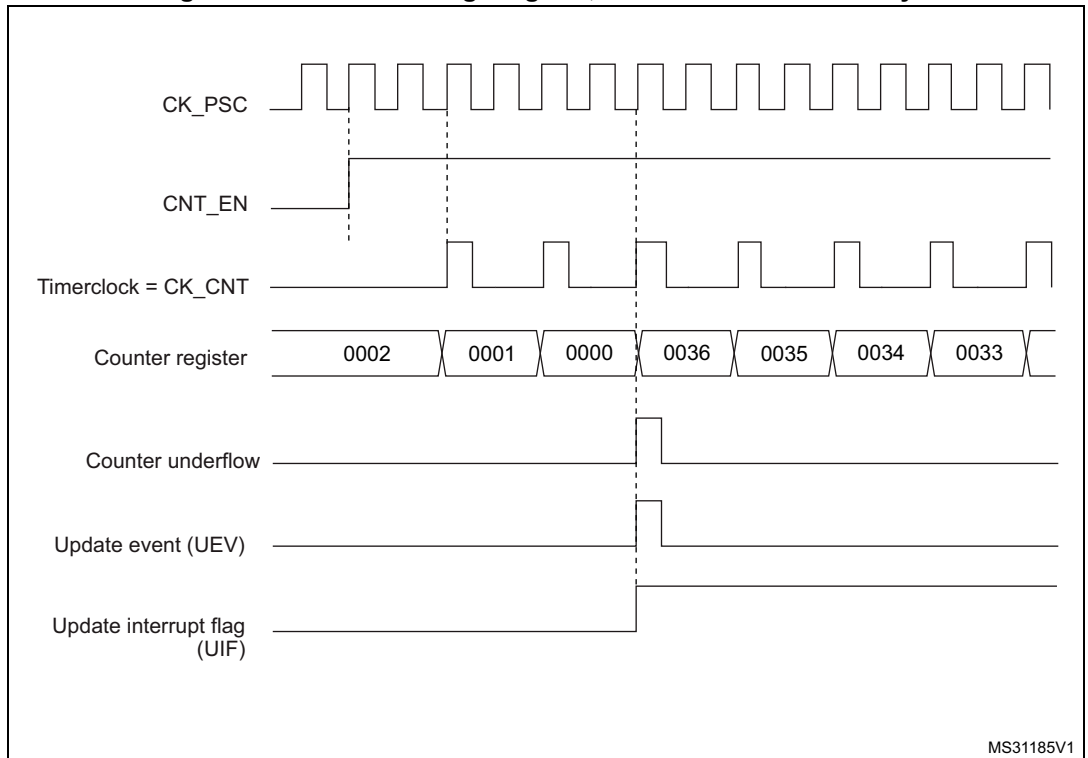 CK_PSC
CNT_EN
Timerclock = CK_CNT
Counter register
0002 0001 0000 0036 0035 0034 0033
Counter underflow
Update event (UEV)
Update interrupt flag
(UIF)
MS31185V1